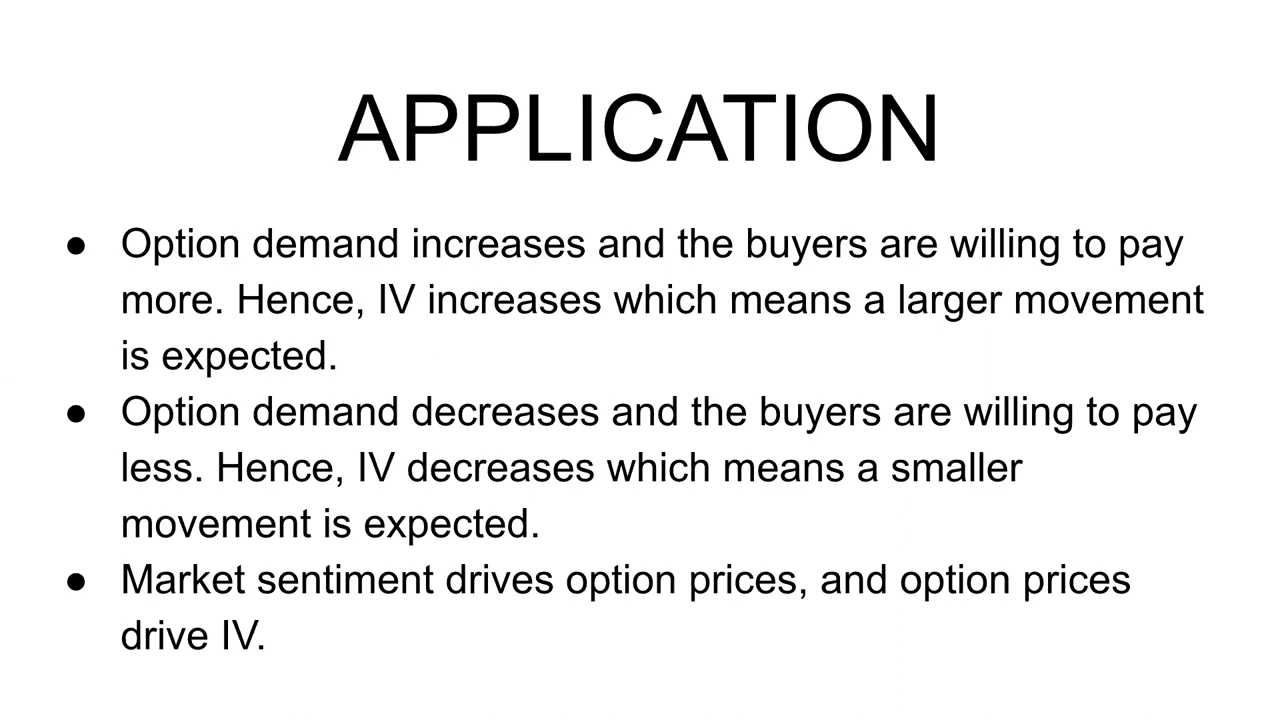 APPLICATION
● Option demand increases and the buyers are willing to pay
more. Hence, IV increases which means a larger movement
is expected.
● Option demand decreases and the buyers are willing to pay
less. Hence, IV decreases which means a smaller
movement is expected.
● Market sentiment drives option prices, and option prices
drive IV.